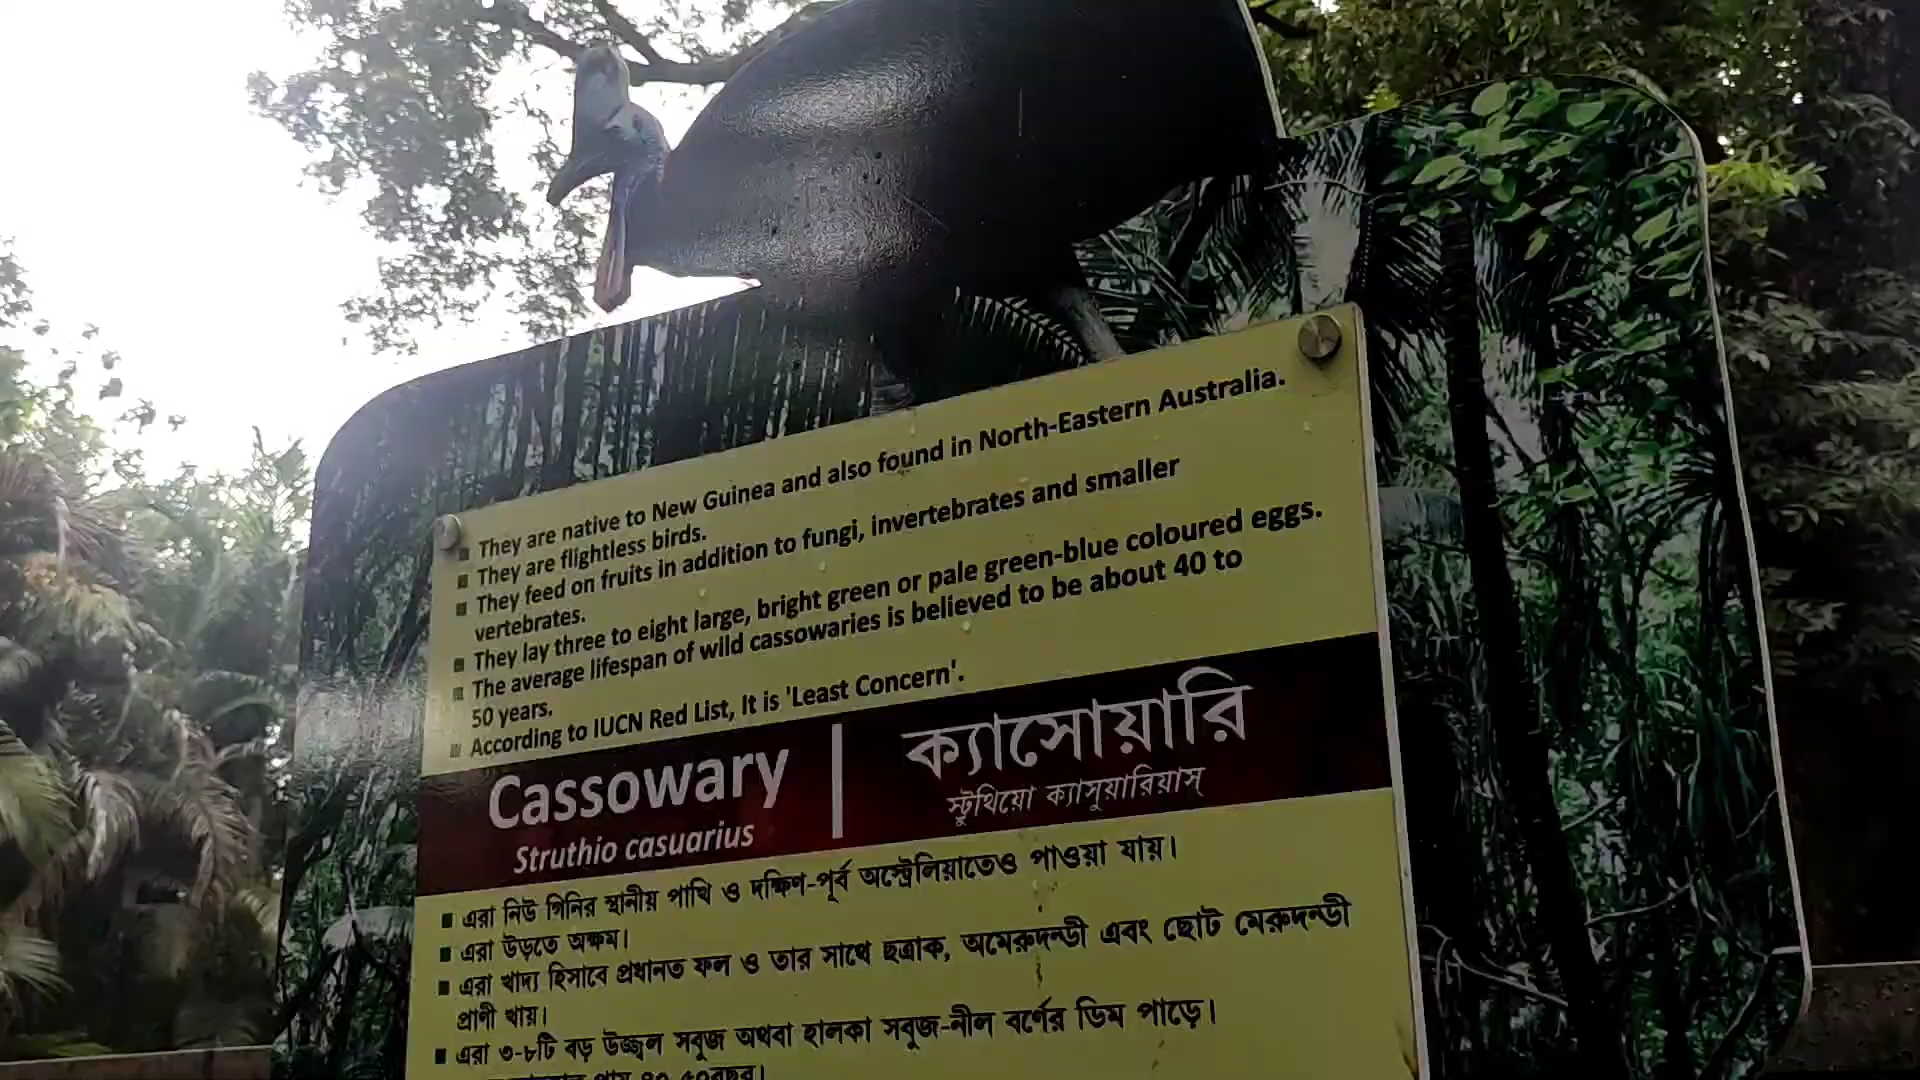 They are native to New Guinea and also found in North-Eastern Australia.
They are flightless birds.
They feed on fruits in addition to fungi, invertebrates and smaller
vertebrates.
They lay three to eight large, bright green or pale green-blue coloured eggs.
The average lifespan of wild cassowaries is believed to be about 40 to
50 years.
According to IUCN Red List, It is 'Least Concern'.
Cassowary | ক্যাসোয়ারি
Struthio casuarius
স্ট্রুথিয়ো ক্যাসুয়ারিয়াস্
এরা নিউ গিনির স্থানীয় পাখি ও দক্ষিণ-পূর্ব অস্ট্রেলিয়াতেও পাওয়া যায়।
এরা উড়তে অক্ষম।
এরা খাদ্য হিসাবে প্রধানত ফল ও তার সাথে ছত্রাক, অমেরুদন্ডী এবং ছোট মেরুদন্ডী
প্রাণী খায়।
এরা ৩-৮টি বড় উজ্জ্বল সবুজ অথবা হালকা সবুজ-নীল বর্ণের ডিম পাড়ে।